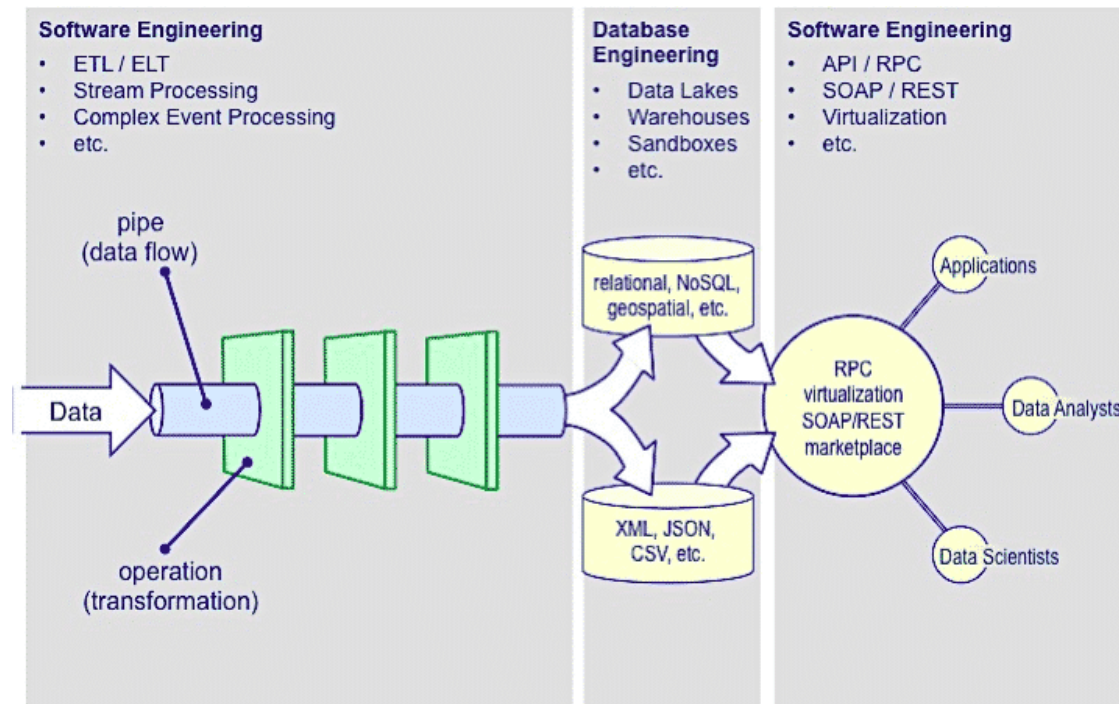 Software Engineering
• ETL / ELT
• Stream Processing
• Complex Event Processing
• etc.
Database
Engineering
• Data Lakes
• Warehouses
• Sandboxes
• etc.
Software Engineering
• API / RPC
• SOAP / REST
• Virtualization
• etc.
pipe
(data flow)
Data
operation
(transformation)
relational, NoSQL,
geospatial, etc.
XML, JSON,
CSV, etc.
RPC
virtualization
SOAP/REST
marketplace
Applications
Data Analysts
Data Scientists